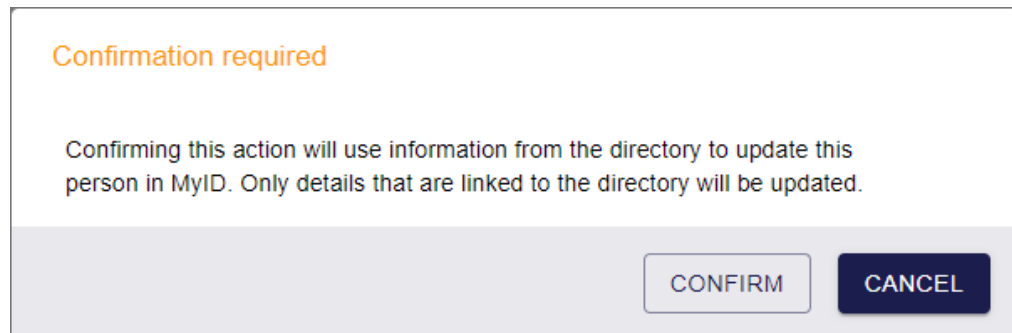 Confirmation required
Confirming this action will use information from the directory to update this
person in MyID. Only details that are linked to the directory will be updated.
CONFIRM
CANCEL